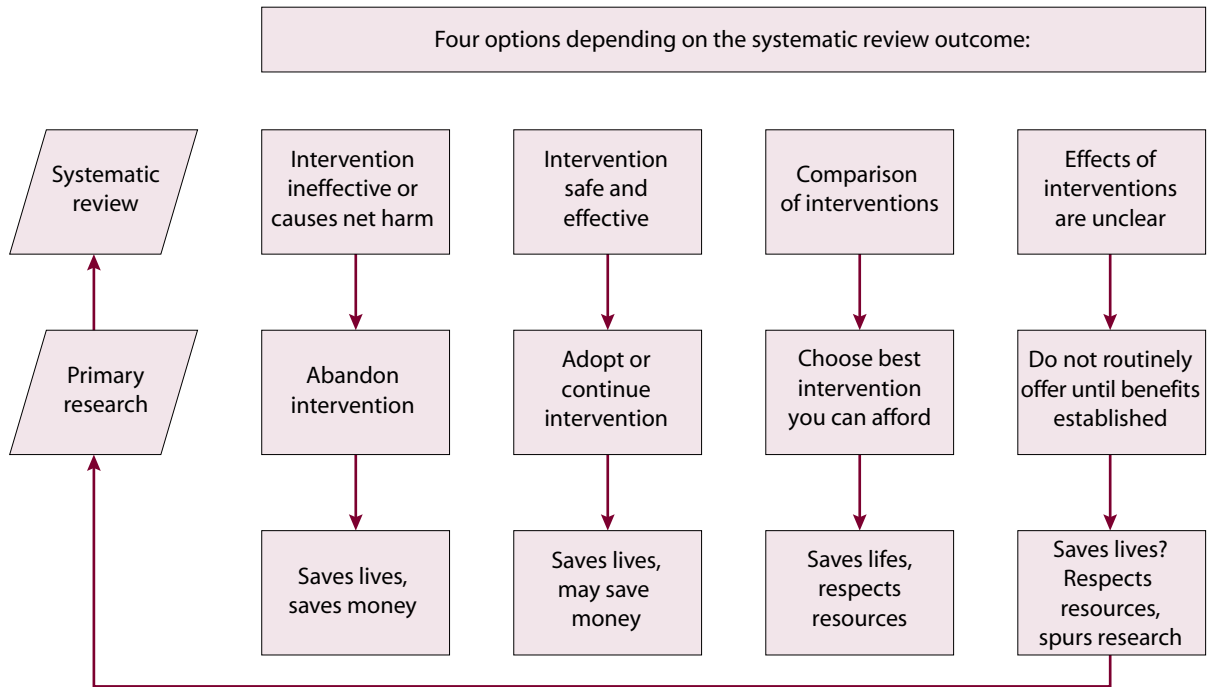 Four options depending on the systematic review outcome:
Systematic
review
Intervention
ineffective or
causes net harm
Intervention
safe and
effective
Comparison
of interventions
Effects of
interventions
are unclear
Primary
research
Abandon
intervention
Adopt or
continue
intervention
Choose best
intervention
you can afford
Do not routinely
offer until benefits
established
Saves lives,
saves money
Saves lives,
may save
money
Saves lifes,
respects
resources
Saves lives?
Respects
resources,
spurs research